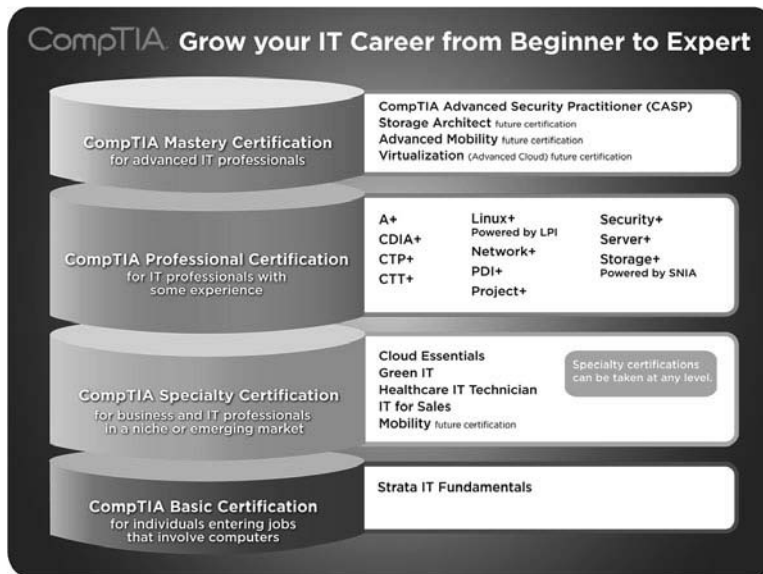 CompTIA. Grow your IT Career from Beginner to Expert
CompTIA Mastery Certification
for advanced IT professionals
CompTIA Advanced Security Practitioner (CASP)
Storage Architect future certification
Advanced Mobility future certification
Virtualization (Advanced Cloud) future certification
CompTIA Professional Certification
for IT professionals with
some experience
A+
CDIA+
CTP+
CTT+
Linux+
Powered by LPI
Network+
PDI+
Project+
Security+
Server+
Storage+
Powered by SNIA
CompTIA Specialty Certification
for business and IT professionals
in a niche or emerging market
Cloud Essentials
Green IT
Healthcare IT Technician
IT for Sales
Mobility future certification
Specialty certifications
can be taken at any level.
CompTIA Basic Certification
for individuals entering jobs
that involve computers
Strata IT Fundamentals